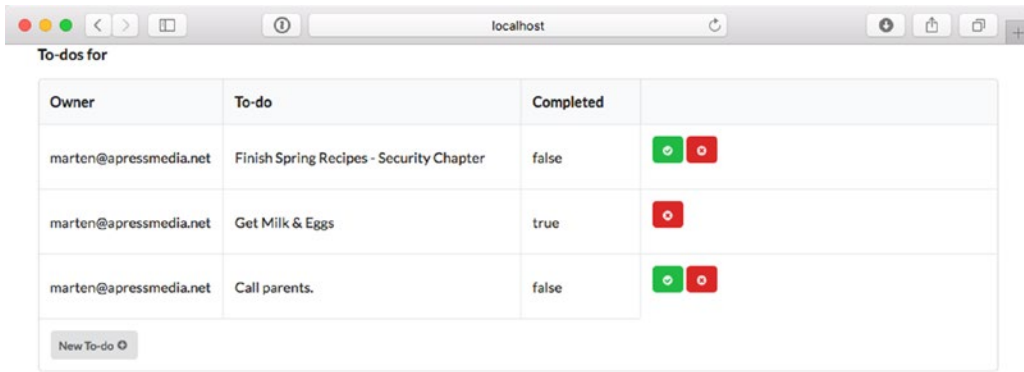 localhost
To-dos for
Owner To-do Completed
marten@apressmedia.net Finish Spring Recipes - Security Chapter false
marten@apressmedia.net Get Milk & Eggs true
marten@apressmedia.net Call parents. false
New To-do